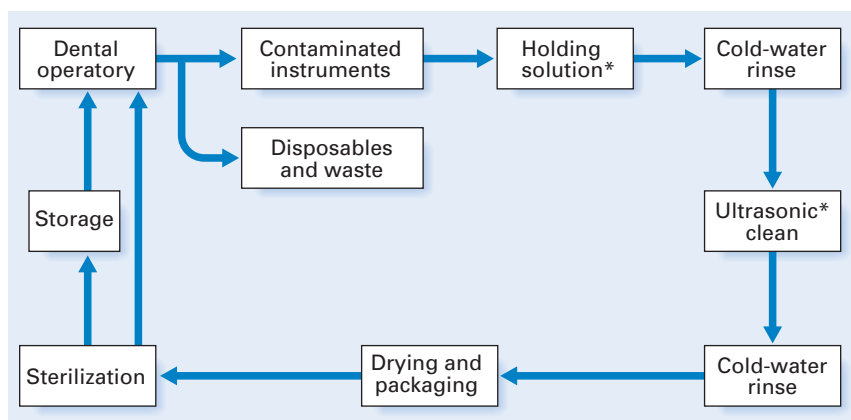 Dental
operatory
Contaminated
instruments
Holding
solution*
Cold-water
rinse
Disposables
and waste
Storage
Ultrasonic*
clean
Sterilization
Drying and
packaging
Cold-water
rinse